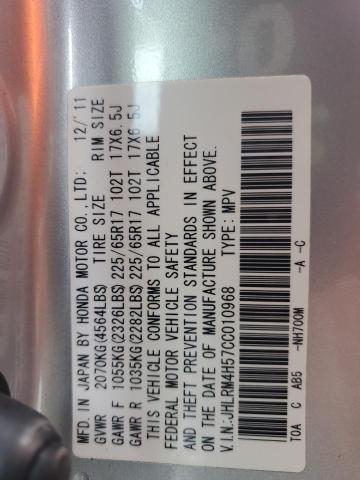 MFD. IN JAPAN BY HONDA MOTOR CO.,LTD: 12/'11
GVWR 2070KG(4564LBS) TIRE SIZE RIM SIZE
GAWR F 1055KG(2326LBS)225/65R17 102T 17X6.5J
GAWR R 1035KG(2282LBS)225/65R17 102T 17X6.5J
THIS VEHICLE CONFORMS TO ALL APPLICABLE
FEDERAL MOTOR VEHICLE SAFETY
AND THEFT PREVENTION STANDARDS IN EFFECT
ON THE DATE OF MANUFACTURE SHOWN ABOVE.
V.I.N:JHLRM4H57CC010968 TYPE: MPV
T0A C AB5 -NH700M -A -C